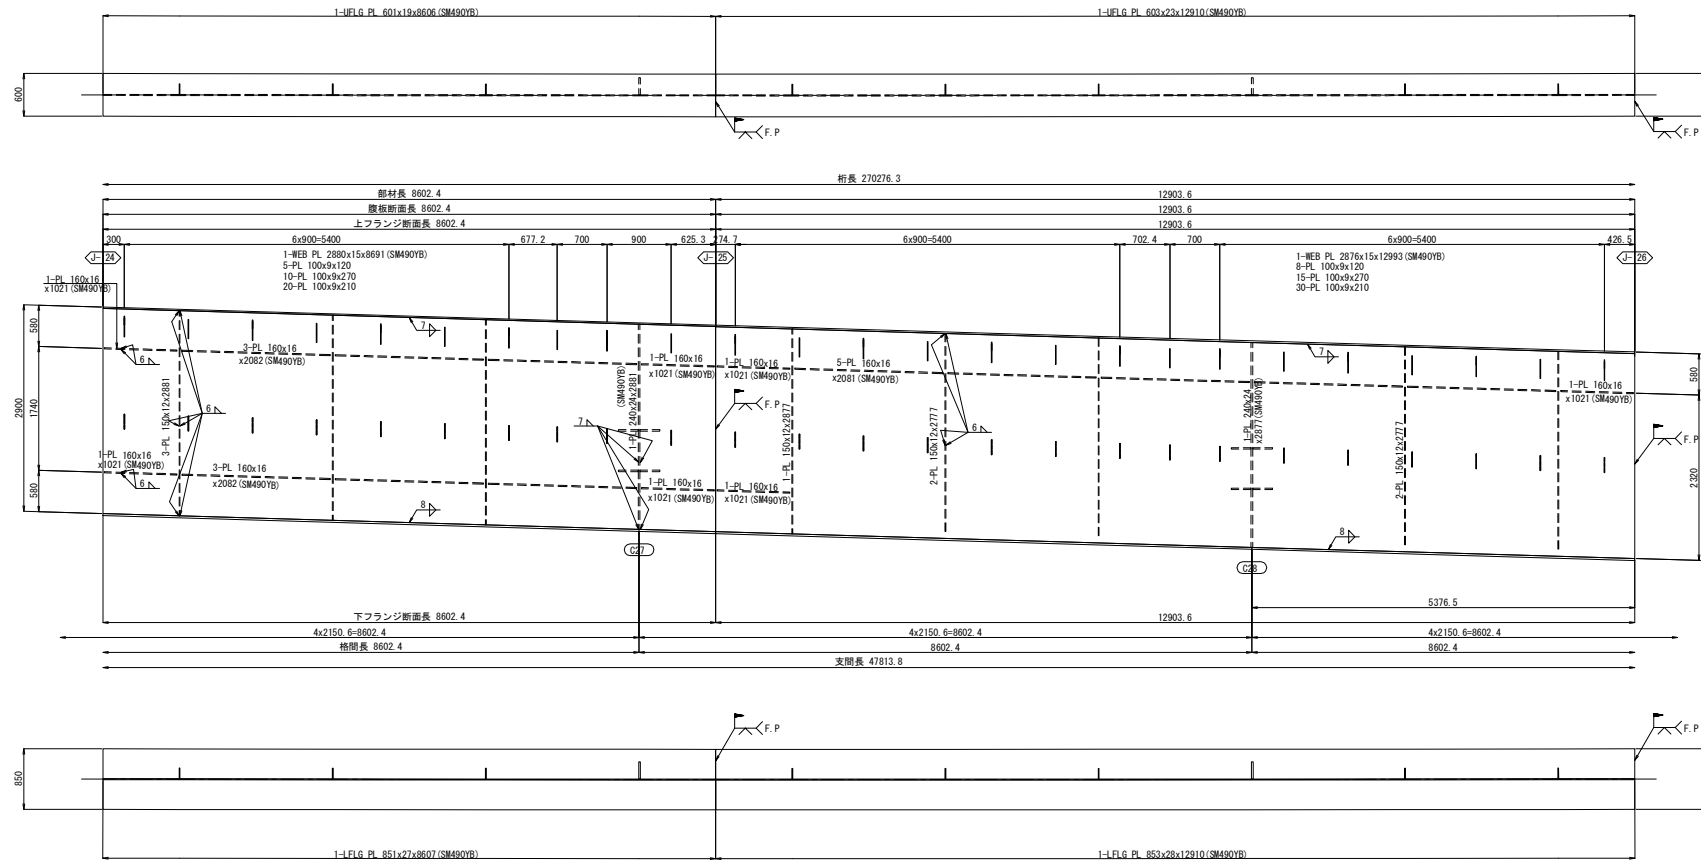 1-UFLG PL 601x19x8606(SM490YB)
1-UFLG PL 603x23x12910(SM490YB)
600
F.P
F.P
桁長 270276.3
部材長 8602.4
12903.6
腹板断面長 8602.4
12903.6
上フランジ断面長 8602.4
12903.6
300
6x900=5400
677.2
700
900
625.3
274.7
6x900=5400
702.4
700
6x900=5400
426.5
J-24
J-25
J-26
1-WEB PL 2880x15x8691(SM490YB)
5-PL 100x9x120
10-PL 100x9x270
20-PL 100x9x210
1-WEB PL 2876x15x12993(SM490YB)
8-PL 100x9x120
15-PL 100x9x270
30-PL 100x9x210
1-PL 160x16
x1021(SM490YB)
580
1740
580
2900
7
7
6
3-PL 160x16
x2082(SM490YB)
1-PL 160x16
x1021(SM490YB)
1-PL 160x16
x1021(SM490YB)
5-PL 160x16
x2081(SM490YB)
1-PL 160x16
x1021(SM490YB)
580
2320
3-PL 150x12x2881
6
(SM490YB)
1-PL 240x24x2881
7
F.P
1-PL 150x12x2877
2-PL 150x12x2777
6
1-PL 240x24
x2877(SM490YB)
2-PL 150x12x2777
F.P
1-PL 160x16
x1021(SM490YB)
6
3-PL 160x16
x2082(SM490YB)
1-PL 160x16
x1021(SM490YB)
1-PL 160x16
x1021(SM490YB)
8
8
C27
C28
5376.5
下フランジ断面長 8602.4
12903.6
4x2150.6=8602.4
4x2150.6=8602.4
4x2150.6=8602.4
格間長 8602.4
8602.4
8602.4
支間長 47813.8
F.P
F.P
850
1-LFLG PL 851x27x8607(SM490YB)
1-LFLG PL 853x28x12910(SM490YB)